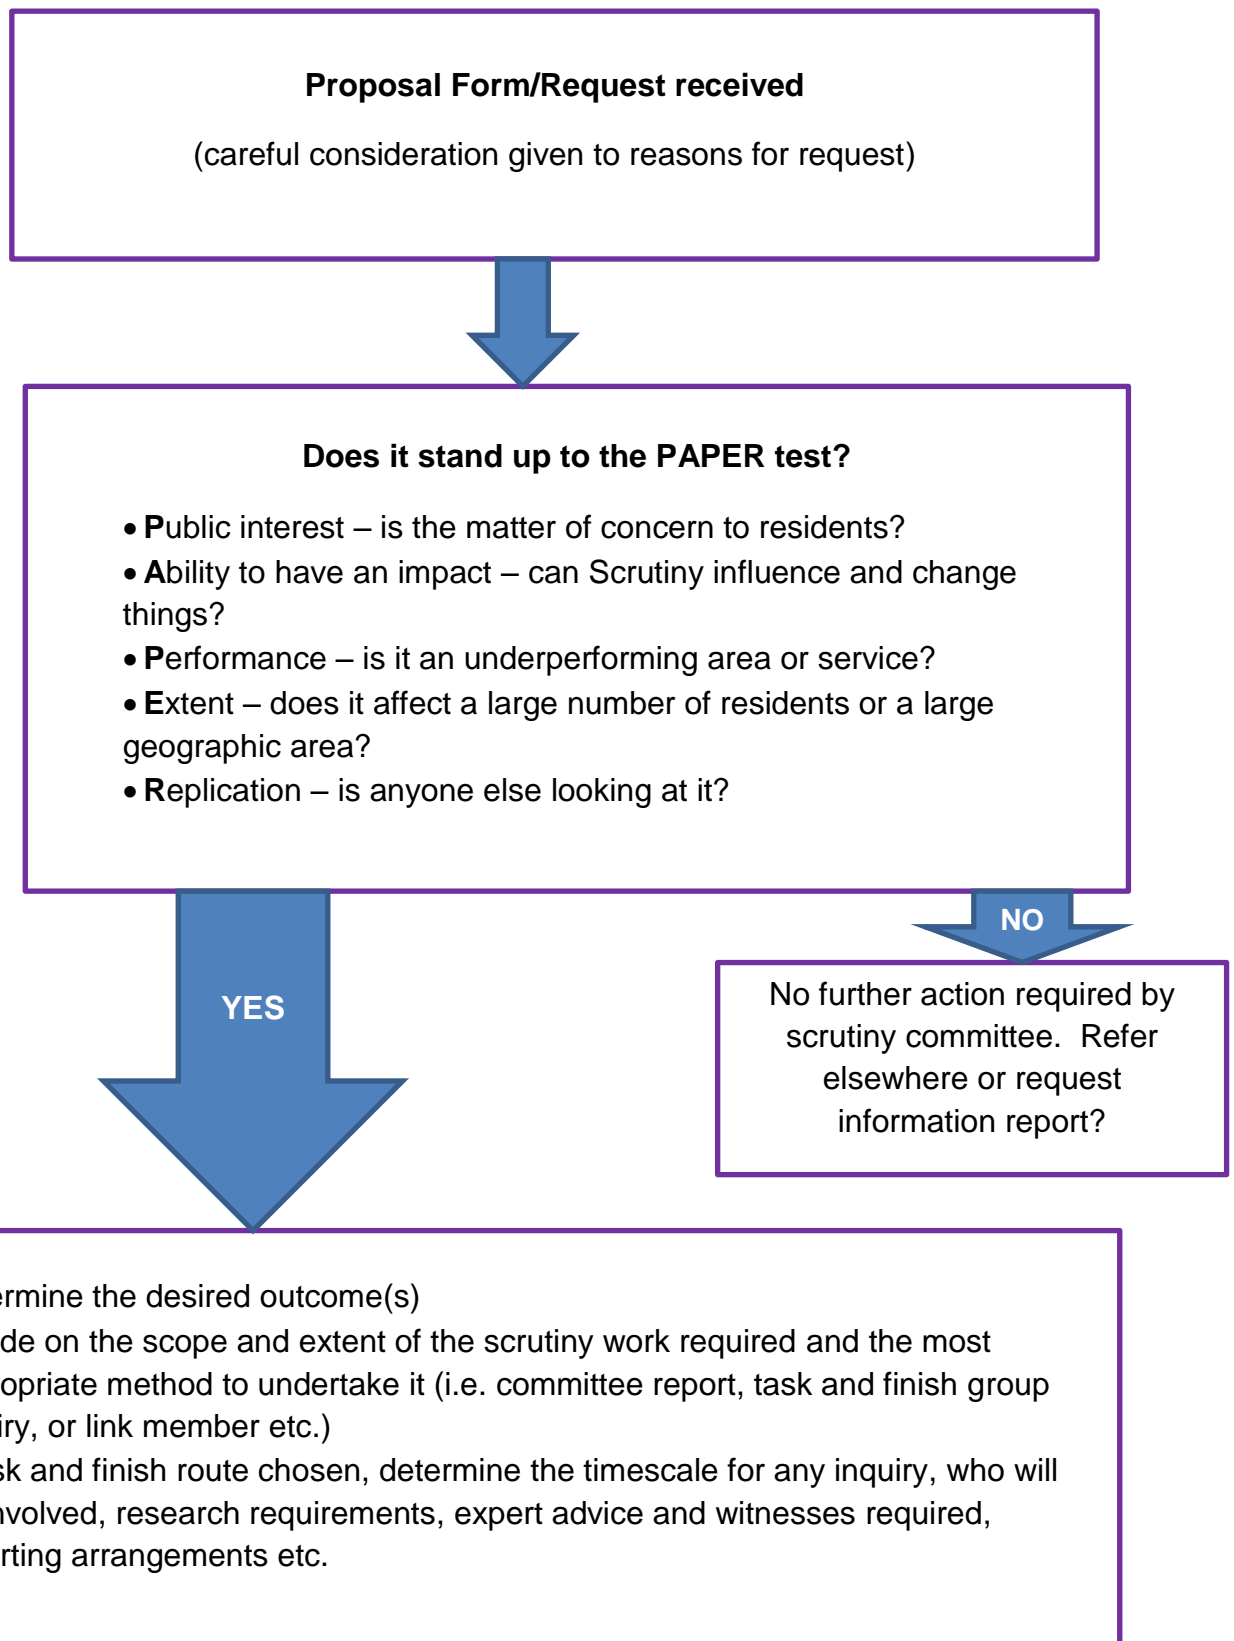 Proposal Form/Request received
(careful consideration given to reasons for request)
Does it stand up to the PAPER test?
• Public interest – is the matter of concern to residents?
• Ability to have an impact – can Scrutiny influence and change
things?
• Performance – is it an underperforming area or service?
• Extent – does it affect a large number of residents or a large
geographic area?
• Replication – is anyone else looking at it?
NO
YES
No further action required by
scrutiny committee.  Refer
elsewhere or request
information report?
ermine the desired outcome(s)
de on the scope and extent of the scrutiny work required and the most
opriate method to undertake it (i.e. committee report, task and finish group
iry, or link member etc.)
sk and finish route chosen, determine the timescale for any inquiry, who will
nvolved, research requirements, expert advice and witnesses required,
rting arrangements etc.